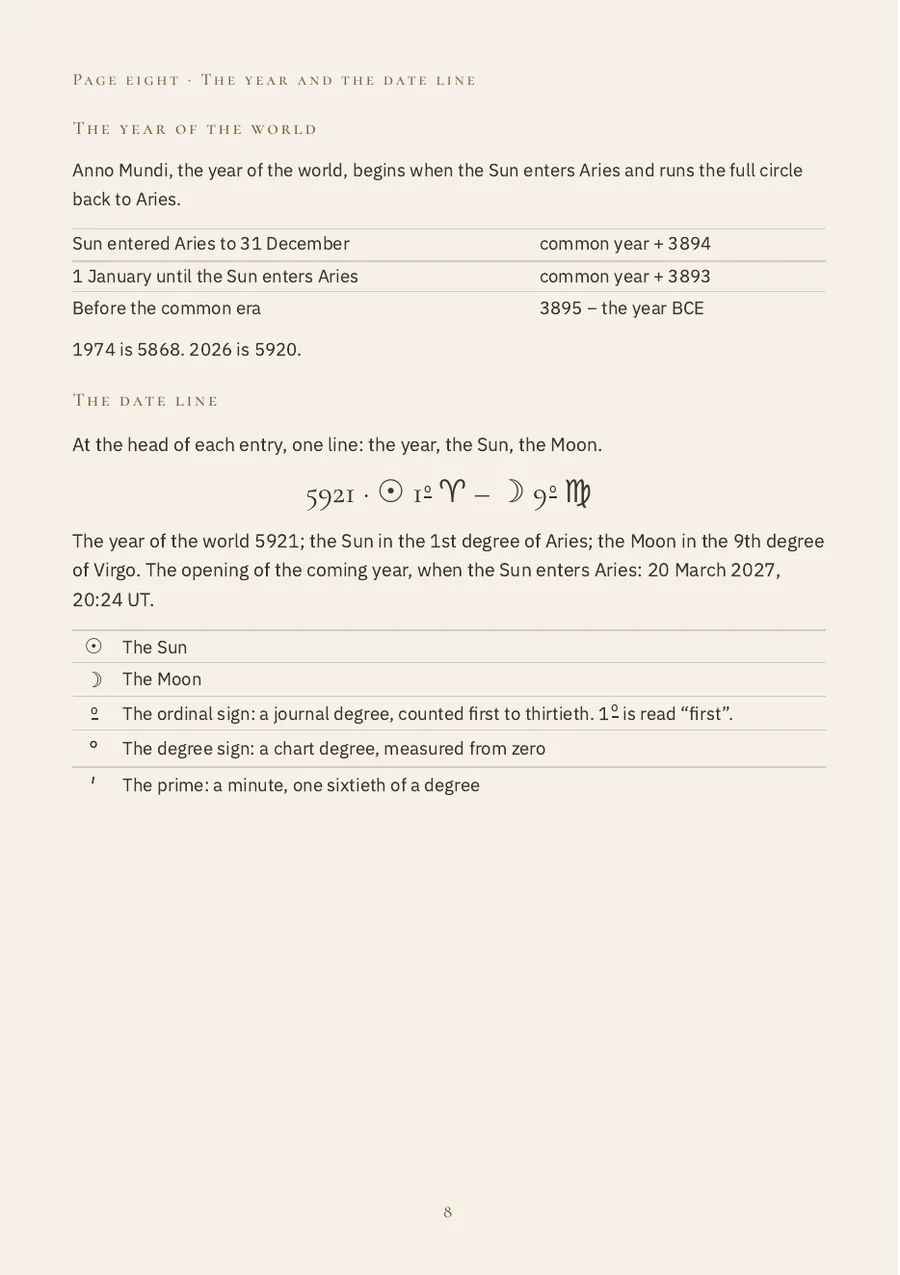 Page eight · The year and the date line
The year of the world
Anno Mundi, the year of the world, begins when the Sun enters Aries and runs the full circle
back to Aries.
Sun entered Aries to 31 December common year + 3894
1 January until the Sun enters Aries common year + 3893
Before the common era 3895 – the year BCE
1974 is 5868. 2026 is 5920.
The date line
At the head of each entry, one line: the year, the Sun, the Moon.
5921 · ☉ 1º ♈ – ☽ 9º ♍
The year of the world 5921; the Sun in the 1st degree of Aries; the Moon in the 9th degree
of Virgo. The opening of the coming year, when the Sun enters Aries: 20 March 2027,
20:24 UT.
☉ The Sun
☽ The Moon
º The ordinal sign: a journal degree, counted first to thirtieth. 1º is read “first”.
° The degree sign: a chart degree, measured from zero
′ The prime: a minute, one sixtieth of a degree
8